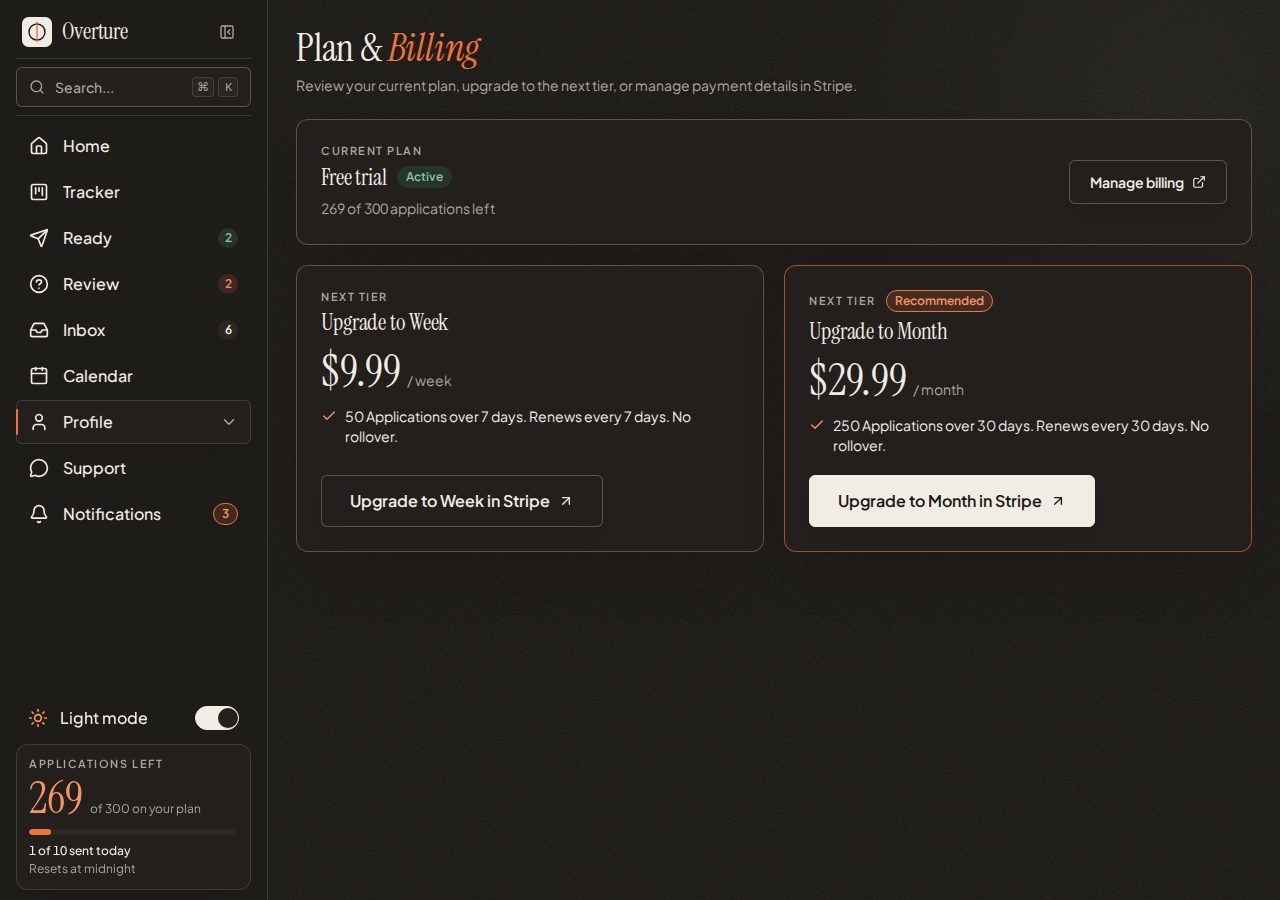 Overture
Search...
⌘ K
Home
Tracker
Ready 2
Review 2
Inbox 6
Calendar
Profile
Support
Notifications 3
Light mode
APPLICATIONS LEFT
269 of 300 on your plan
1 of 10 sent today
Resets at midnight
Plan & Billing
Review your current plan, upgrade to the next tier, or manage payment details in Stripe.
CURRENT PLAN
Free trial Active
269 of 300 applications left
Manage billing
NEXT TIER
Upgrade to Week
$9.99 / week
50 Applications over 7 days. Renews every 7 days. No
rollover.
Upgrade to Week in Stripe
NEXT TIER Recommended
Upgrade to Month
$29.99 / month
250 Applications over 30 days. Renews every 30 days. No
rollover.
Upgrade to Month in Stripe